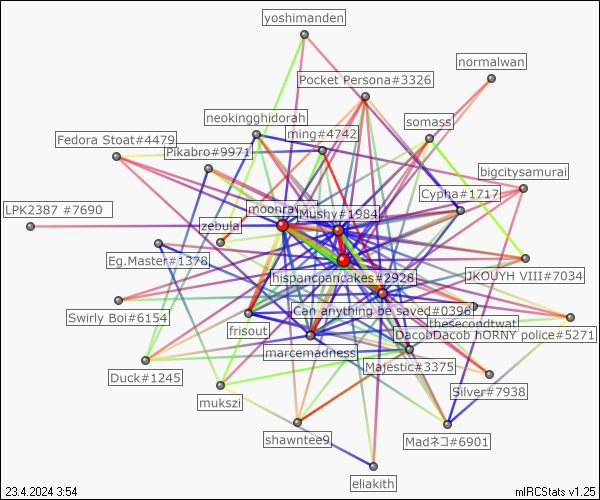 yoshimanden
normalwan
Pocket Persona#3326
neokingghidorah
somass
ming#4742
Fedora Stoat#4479
Pikabro#9971
bigcitysamurai
Cypha#1717
LPK2387 #7690
Mushy#1984
zebula
Eg.Master#1378
JKOUYH VIII#7034
hispancpancakes#2928
Swirly Boi#6154
Can anything be saved#0396
frisout
thesecondtwat
DacobDacob hORNY police#5271
marcemadness
Majestic#3375
Duck#1245
Silver#7938
mukszi
shawntee9
Madネコ#6901
eliakith
23.4.2024 3:54
mIRCStats v1.25